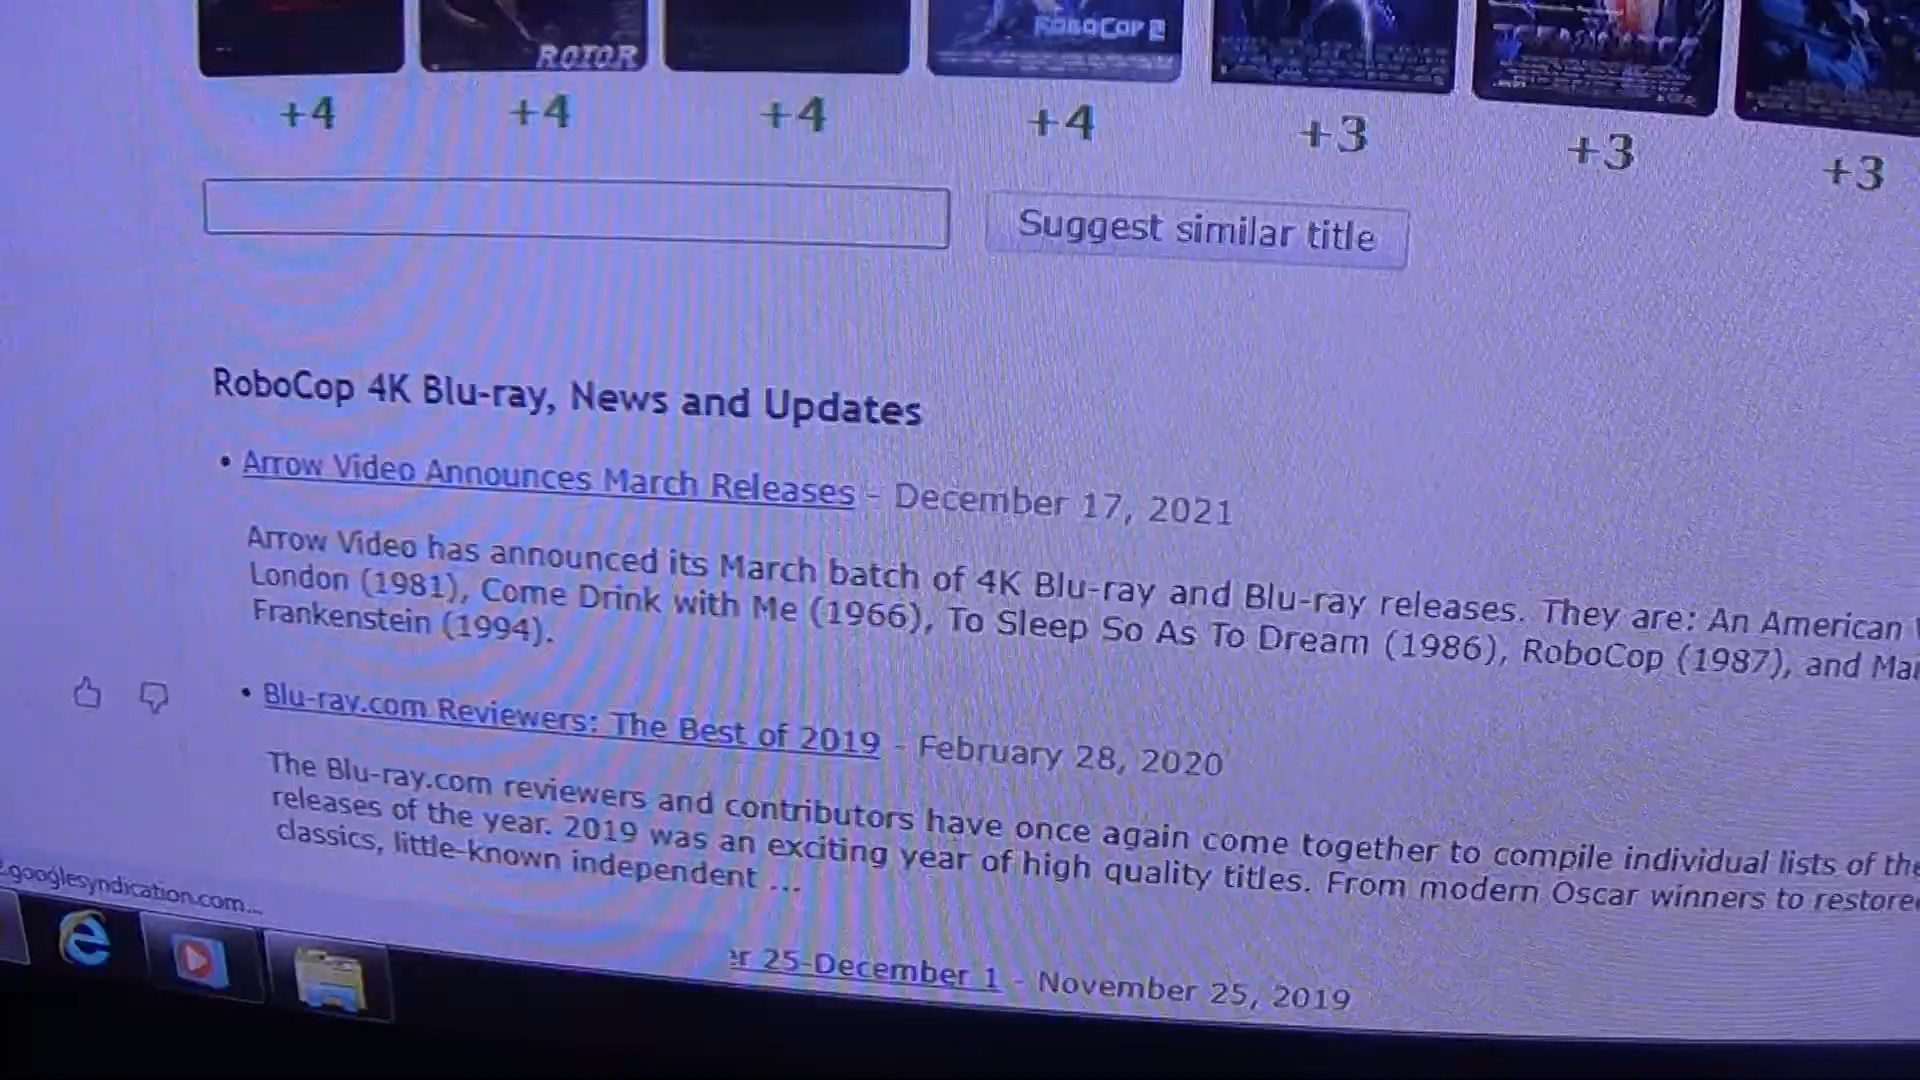 ROTOR
ROBOCOP 2
+4
+4
+4
+4
+3
+3
+3
Suggest similar title
RoboCop 4K Blu-ray, News and Updates
• Arrow Video Announces March Releases - December 17, 2021
Arrow Video has announced its March batch of 4K Blu-ray and Blu-ray releases. They are: An American
London (1981), Come Drink with Me (1966), To Sleep So As To Dream (1986), RoboCop (1987), and Mar
Frankenstein (1994).
• Blu-ray.com Reviewers: The Best of 2019 - February 28, 2020
The Blu-ray.com reviewers and contributors have once again come together to compile individual lists of the
releases of the year. 2019 was an exciting year of high quality titles. From modern Oscar winners to restored
classics, little-known independent ...
.googlesyndication.com...
r 25-December 1 - November 25, 2019